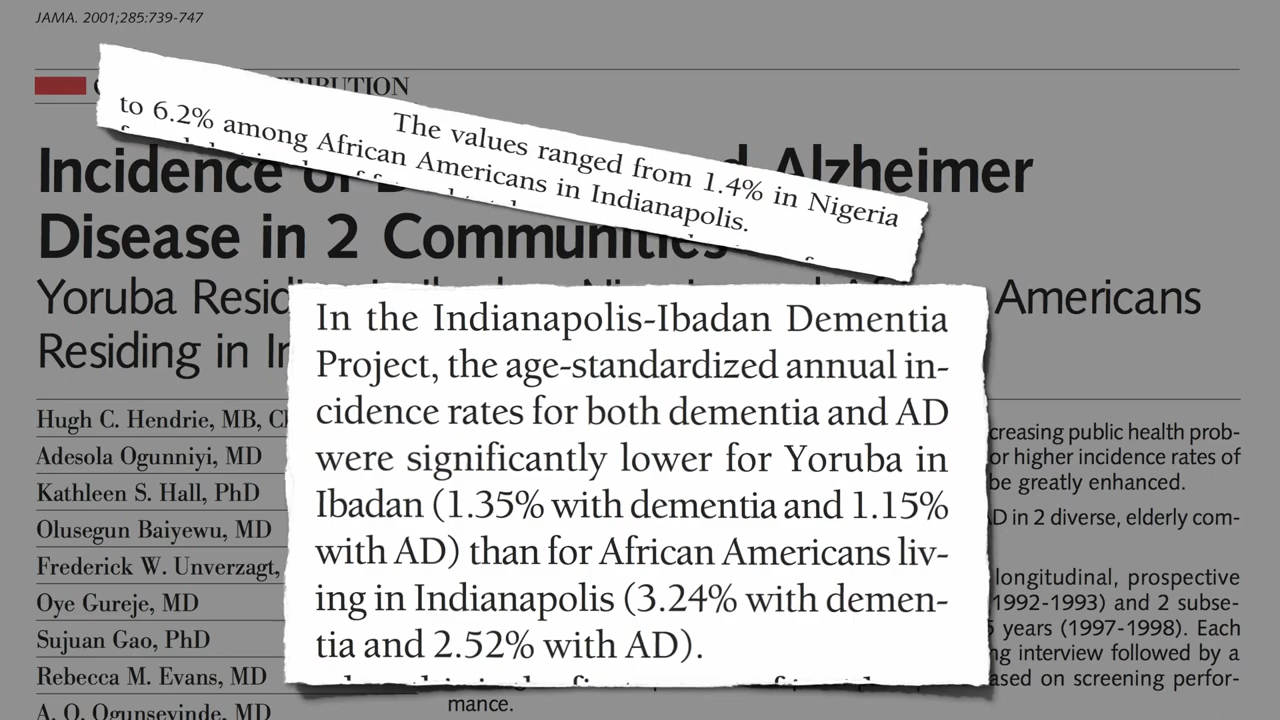 JAMA. 2001;285:739-747
The values ranged from 1.4% in Nigeria
to 6.2% among African Americans in Indianapolis.
Incidence of Alzheimer
Disease in 2 Communities
Yoruba Americans
Residing in
In the Indianapolis-Ibadan Dementia
Project, the age-standardized annual in-
cidence rates for both dementia and AD
were significantly lower for Yoruba in
Ibadan (1.35% with dementia and 1.15%
with AD) than for African Americans liv-
ing in Indianapolis (3.24% with demen-
tia and 2.52% with AD).
Hugh C. Hendrie, MB,
Adesola Ogunniyi, MD
Kathleen S. Hall, PhD
Olusegun Baiyewu, MD
Frederick W. Unverzagt,
Oye Gureje, MD
Sujuan Gao, PhD
Rebecca M. Evans, MD
A. O. Ogunseyinde, MD
creasing public health prob-
or higher incidence rates of
be greatly enhanced.
AD in 2 diverse, elderly com-
longitudinal, prospective
1992-1993) and 2 subse-
years (1997-1998). Each
ng interview followed by a
ased on screening perfor-
mance.